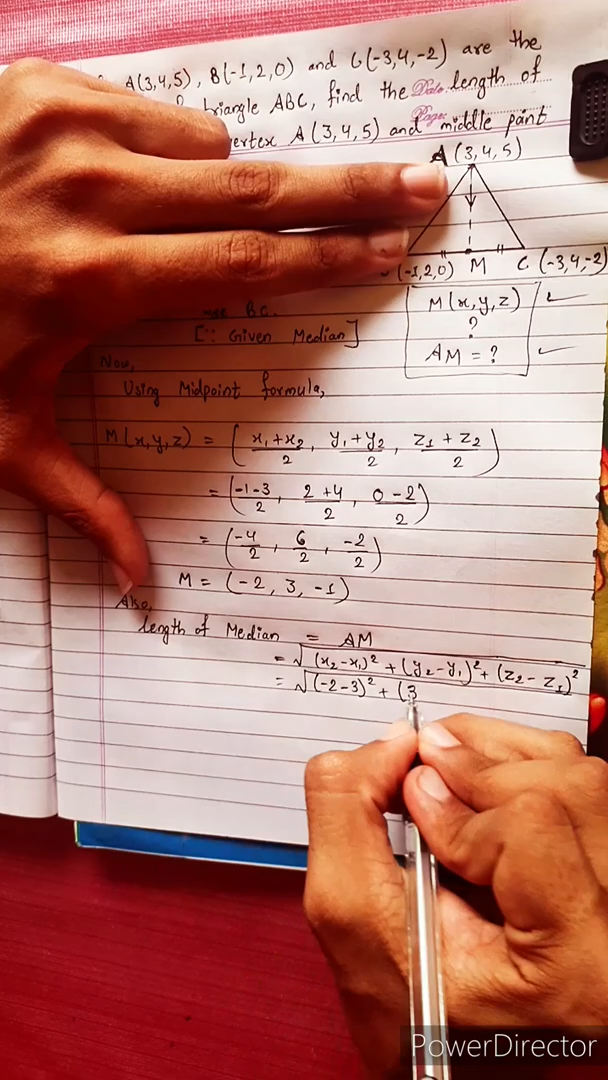 A(3,4,5), B(-1,2,0) and C(-3,4,-2) are the
triangle ABC, find the Date: length of
Page:
vertex A(3,4,5) and middle point
A(3,4,5)
(-1,2,0) M C (-3,4,-2)
M(x,y,z)
?
AM = ?
BC.
[∵ Given Median]
Now,
Using Midpoint formula,
M(x,y,z) = (x₁+x₂/2, y₁+y₂/2, z₁+z₂/2)
= (-1-3/2, 2+4/2, 0-2/2)
= (-4/2, 6/2, -2/2)
M = (-2, 3, -1)
Also,
length of Median = AM
= √(x₂-x₁)² + (y₂-y₁)² + (z₂-z₁)²
= √(-2-3)² + (3
PowerDirector